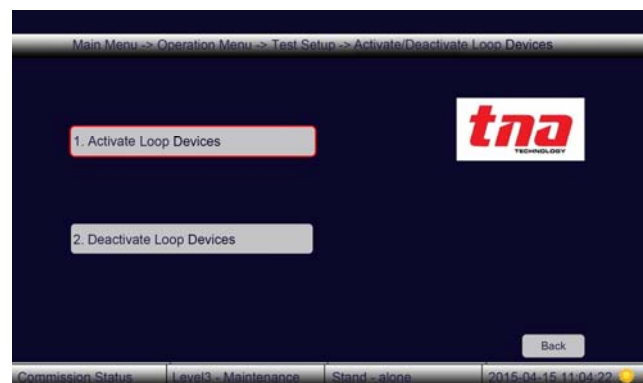 Main Menu -> Operation Menu -> Test Setup -> Activate/Deactivate Loop Devices
tna
TECHNOLOGY
1. Activate Loop Devices
2. Deactivate Loop Devices
Back
Commission Status Level3 - Maintenance Stand - alone 2015-04-15 11:04:22